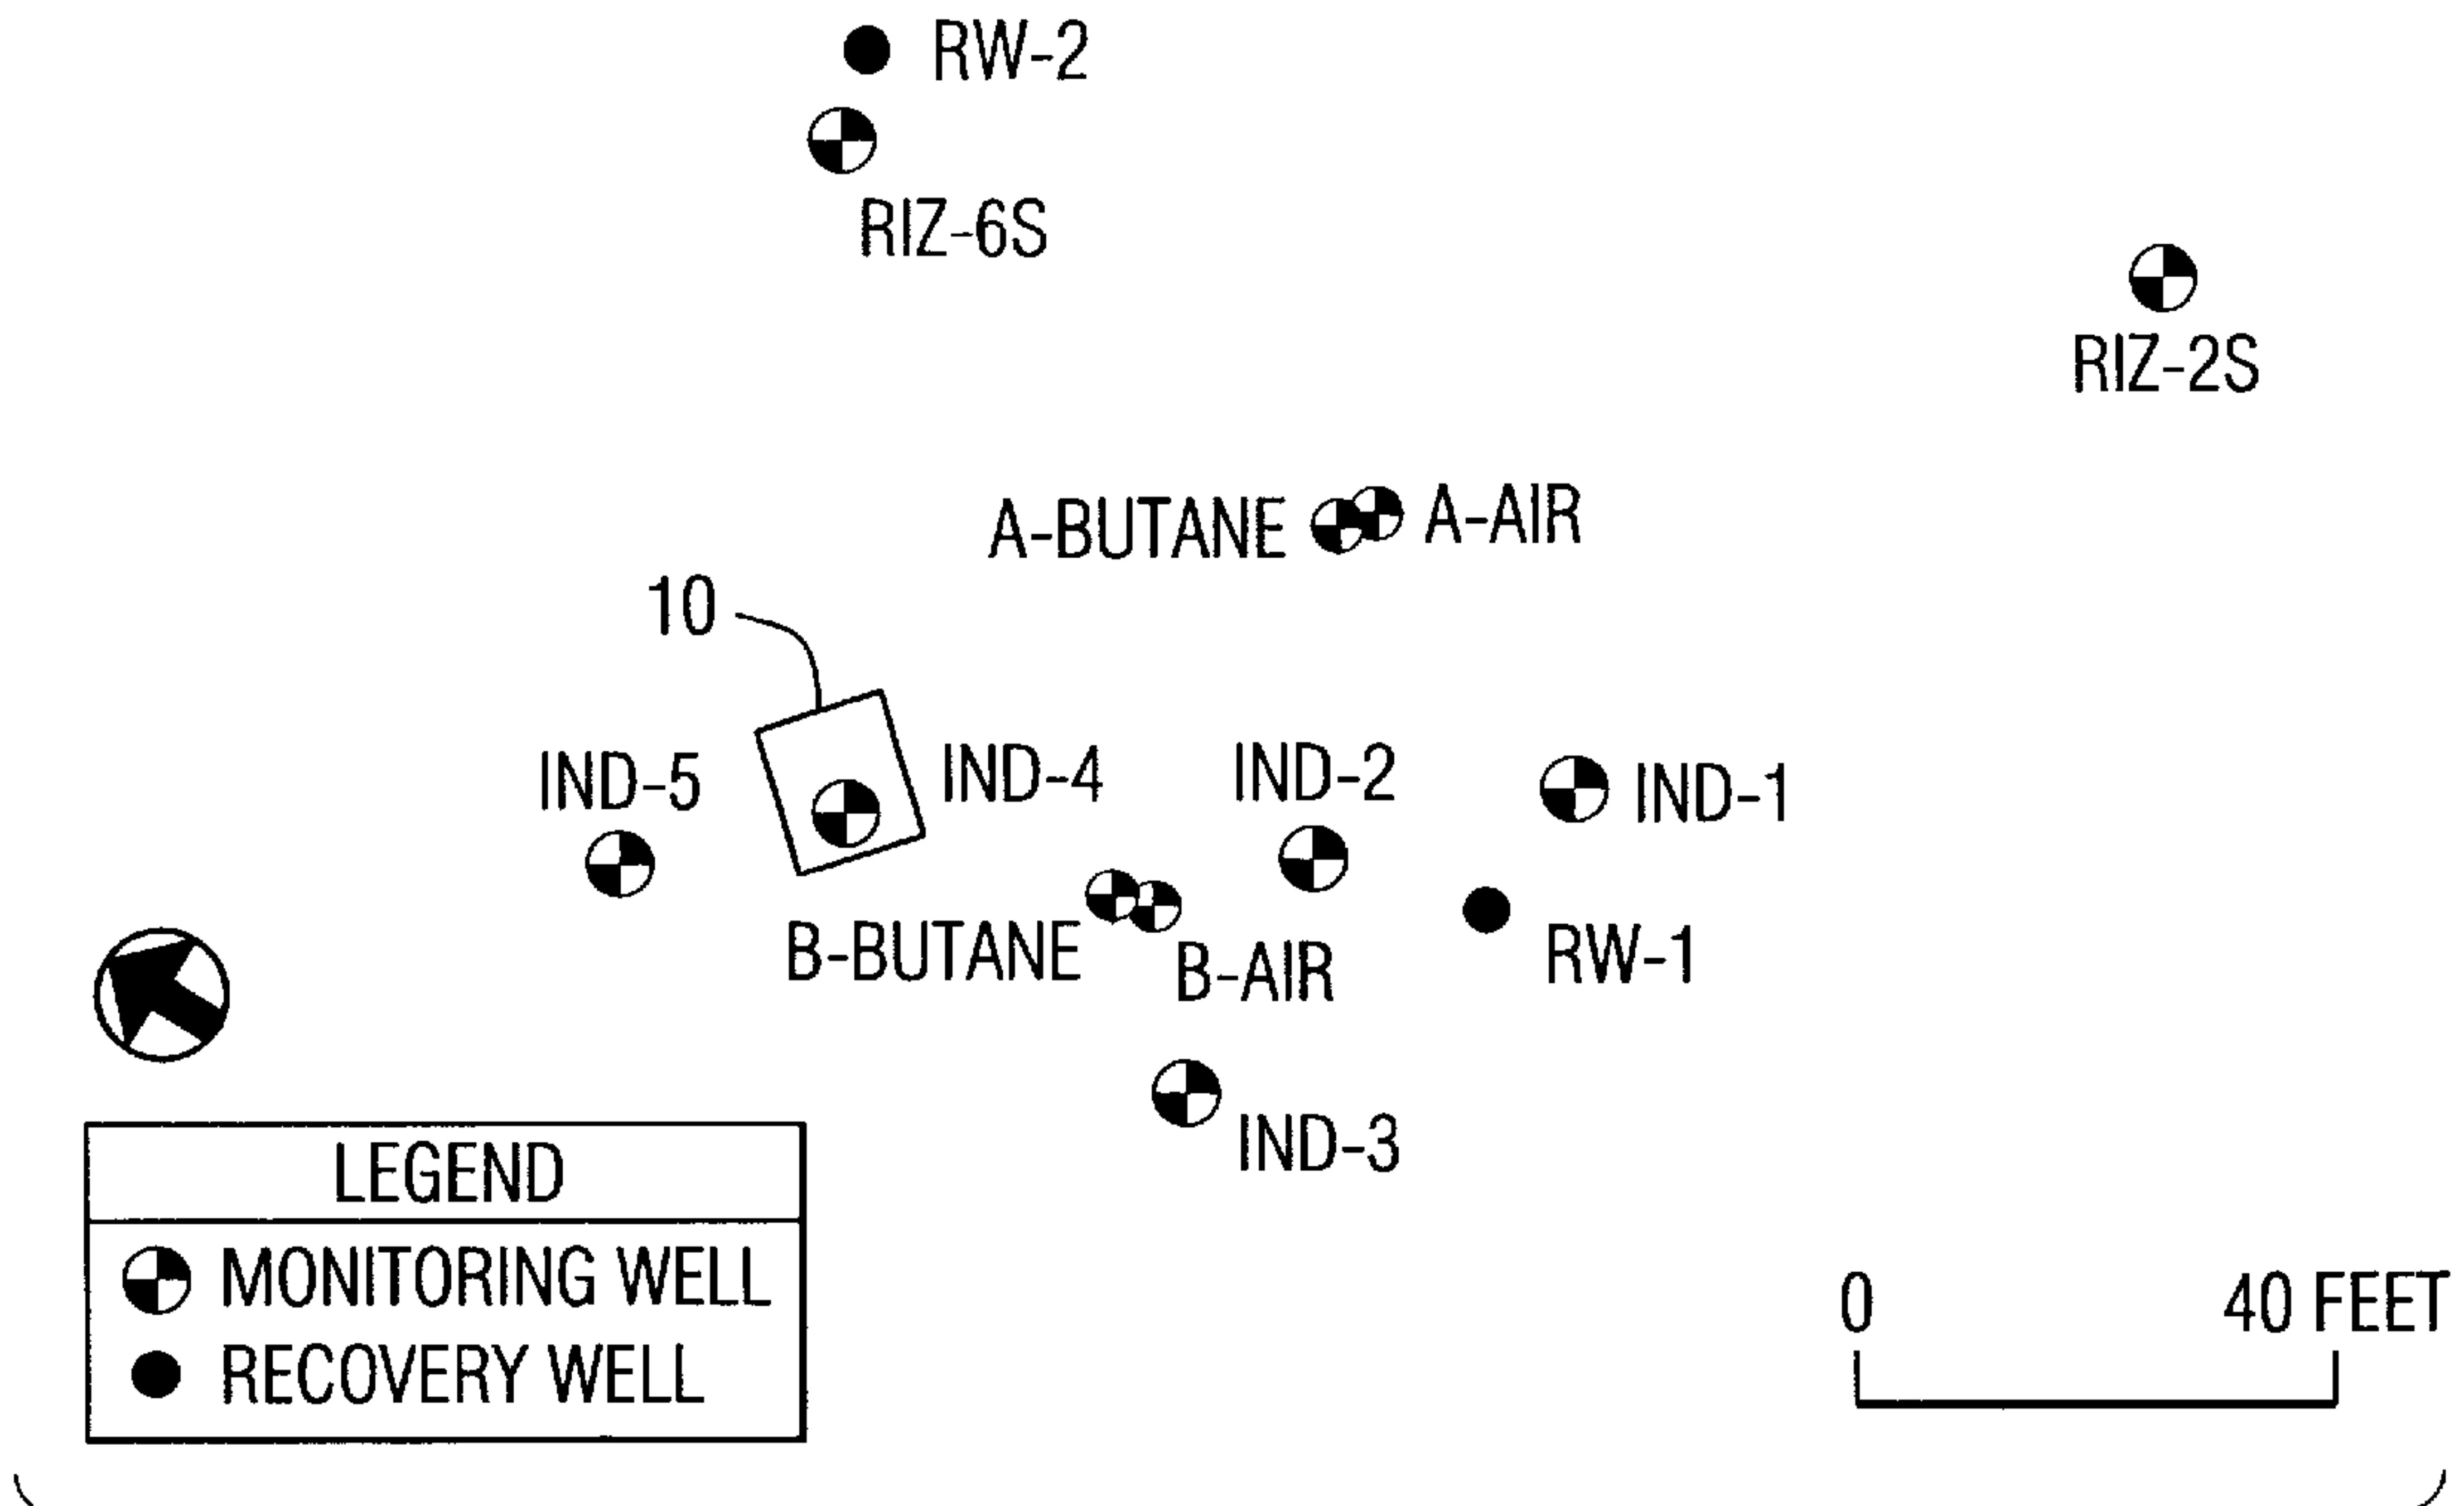 RW-2
RIZ-6S
RIZ-2S
A-BUTANE
A-AIR
10
IND-5
IND-4
IND-2
IND-1
B-BUTANE
B-AIR
RW-1
IND-3
LEGEND
MONITORING WELL
RECOVERY WELL
0
40 FEET